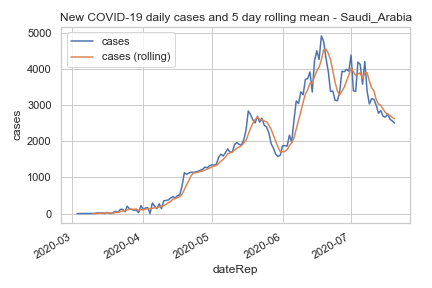 New COVID-19 daily cases and 5 day rolling mean - Saudi_Arabia
cases
cases (rolling)
5000
4000
3000
2000
1000
0
cases
2020-03
2020-04
2020-05
2020-06
2020-07
dateRep